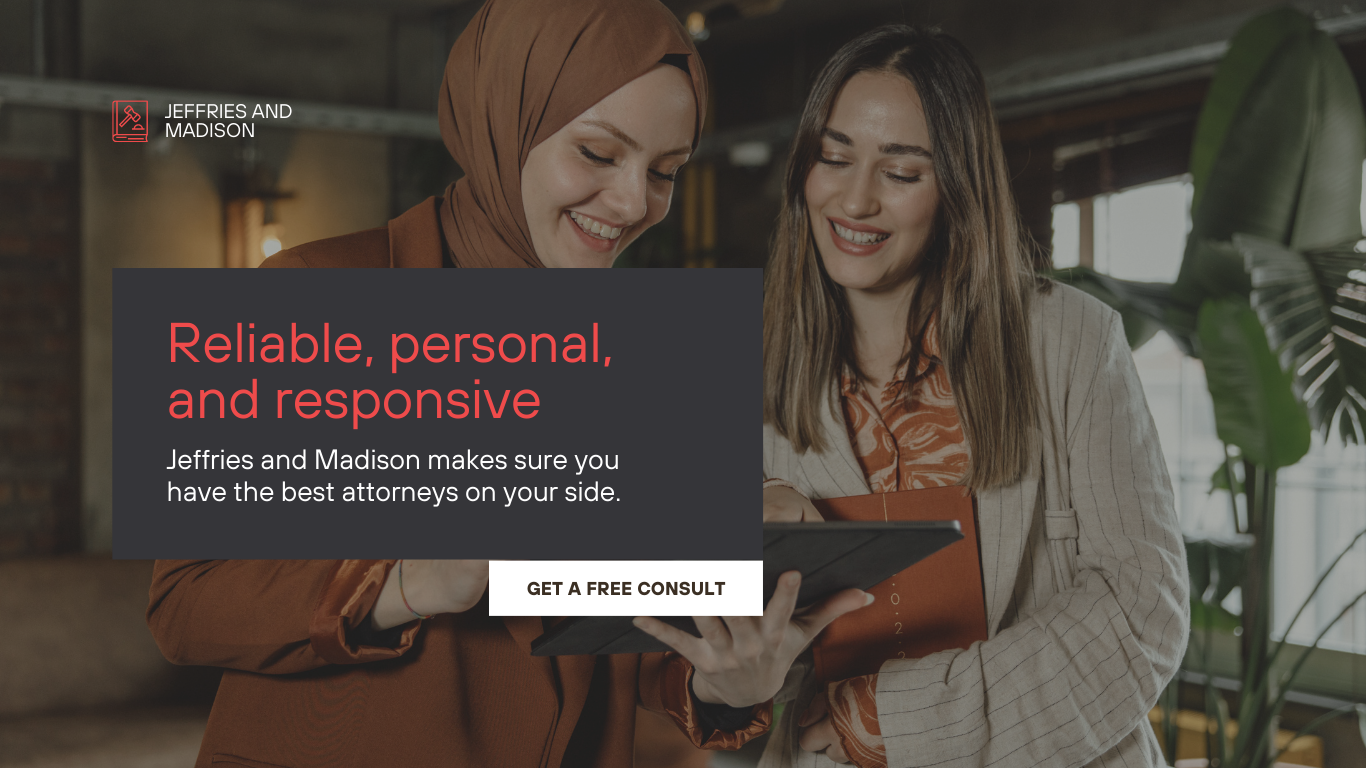 JEFFRIES AND
MADISON
Reliable, personal,
and responsive
Jeffries and Madison makes sure you
have the best attorneys on your side.
GET A FREE CONSULT